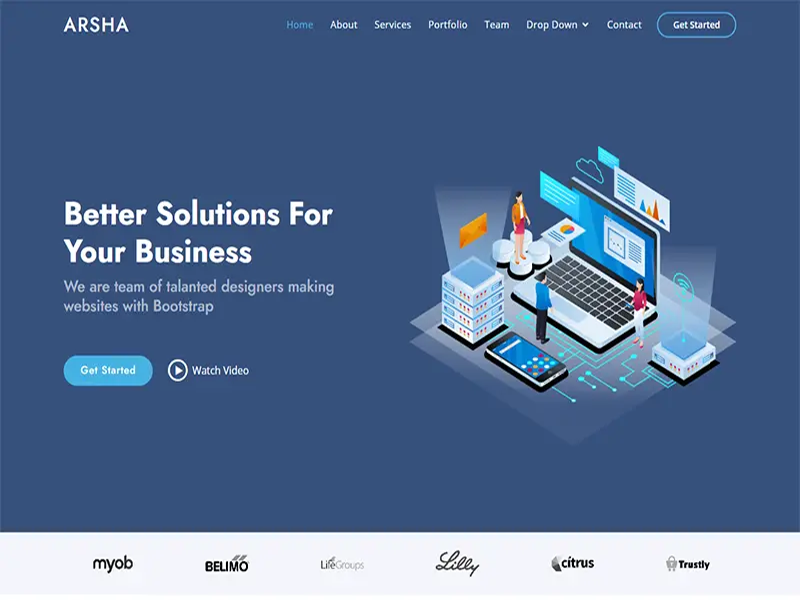 ARSHA
Home About Services Portfolio Team Drop Down Contact Get Started
Better Solutions For
Your Business
We are team of talanted designers making
websites with Bootstrap
Get Started Watch Video
myob BELIMO LifeGroups Lilly citrus Trustly